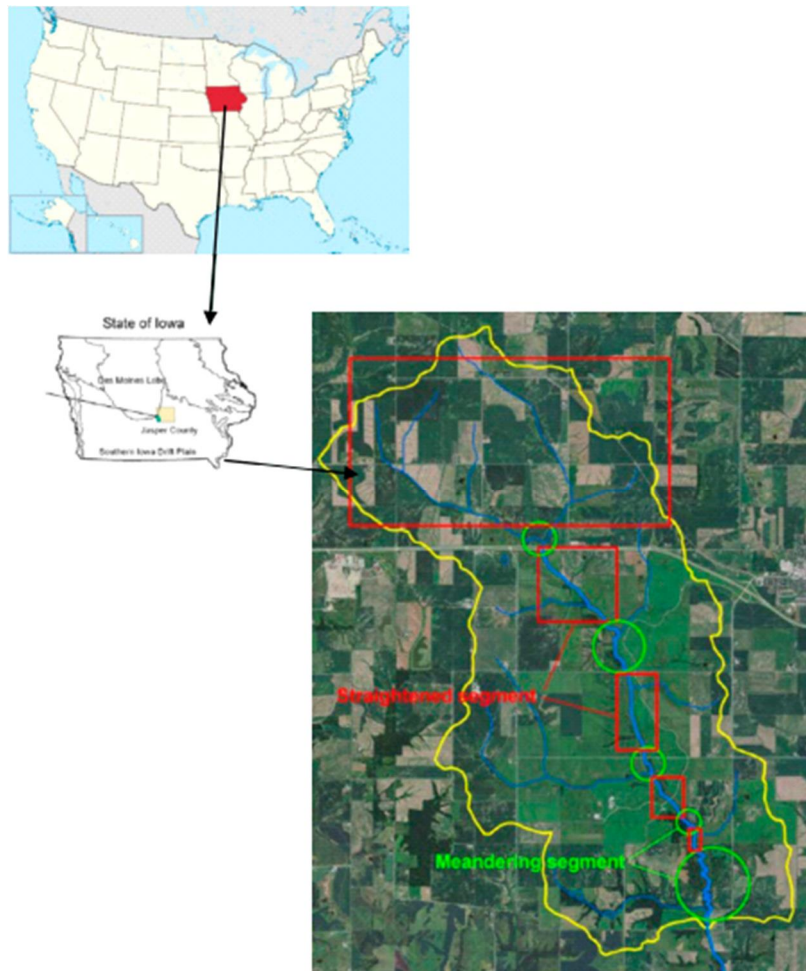 State of Iowa
Des Moines Lobe
Jasper County
Southern Iowa Drift Plain
Straightened segment
Meandering segment